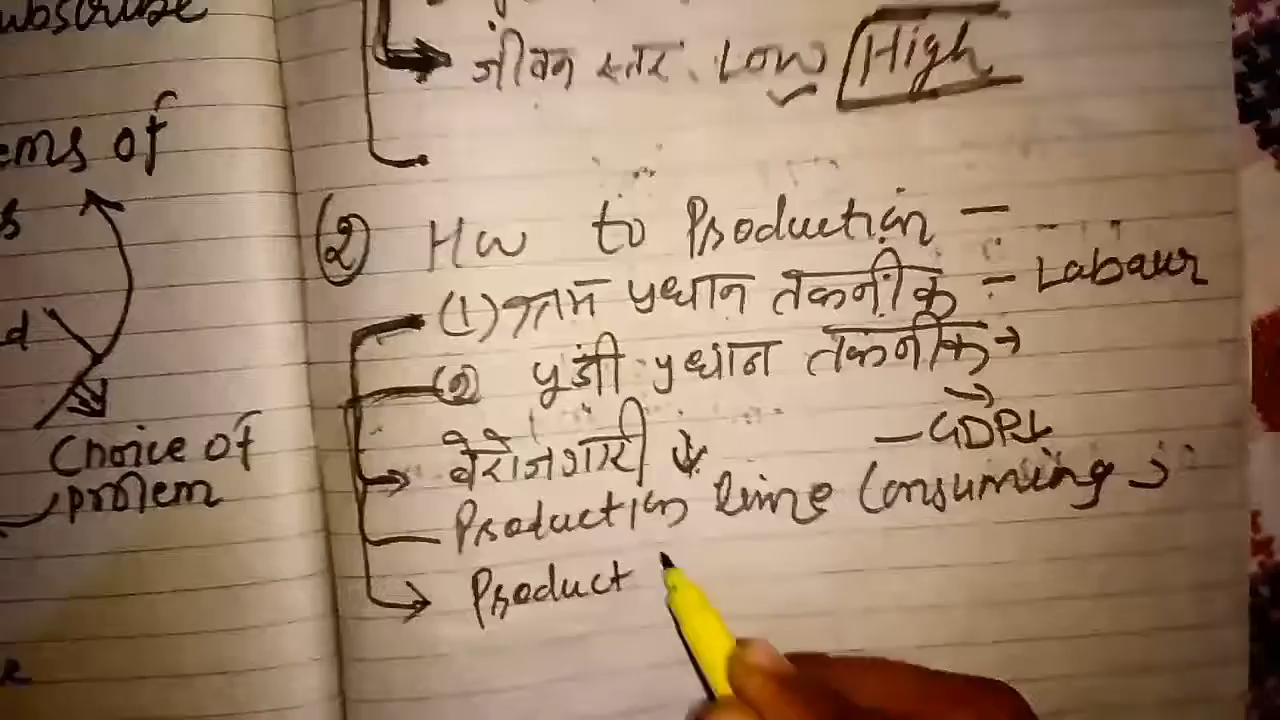 ubscribe
जीवन स्तर : Low High
ems of
s
d
Choice of
problem
(2) Hw to Production -
(1) श्रम प्रधान तकनीक - Labour
(2) पूंजी प्रधान तकनीक →
बेरोजगारी ↓ - GDP↓
Production time Consuming
Product